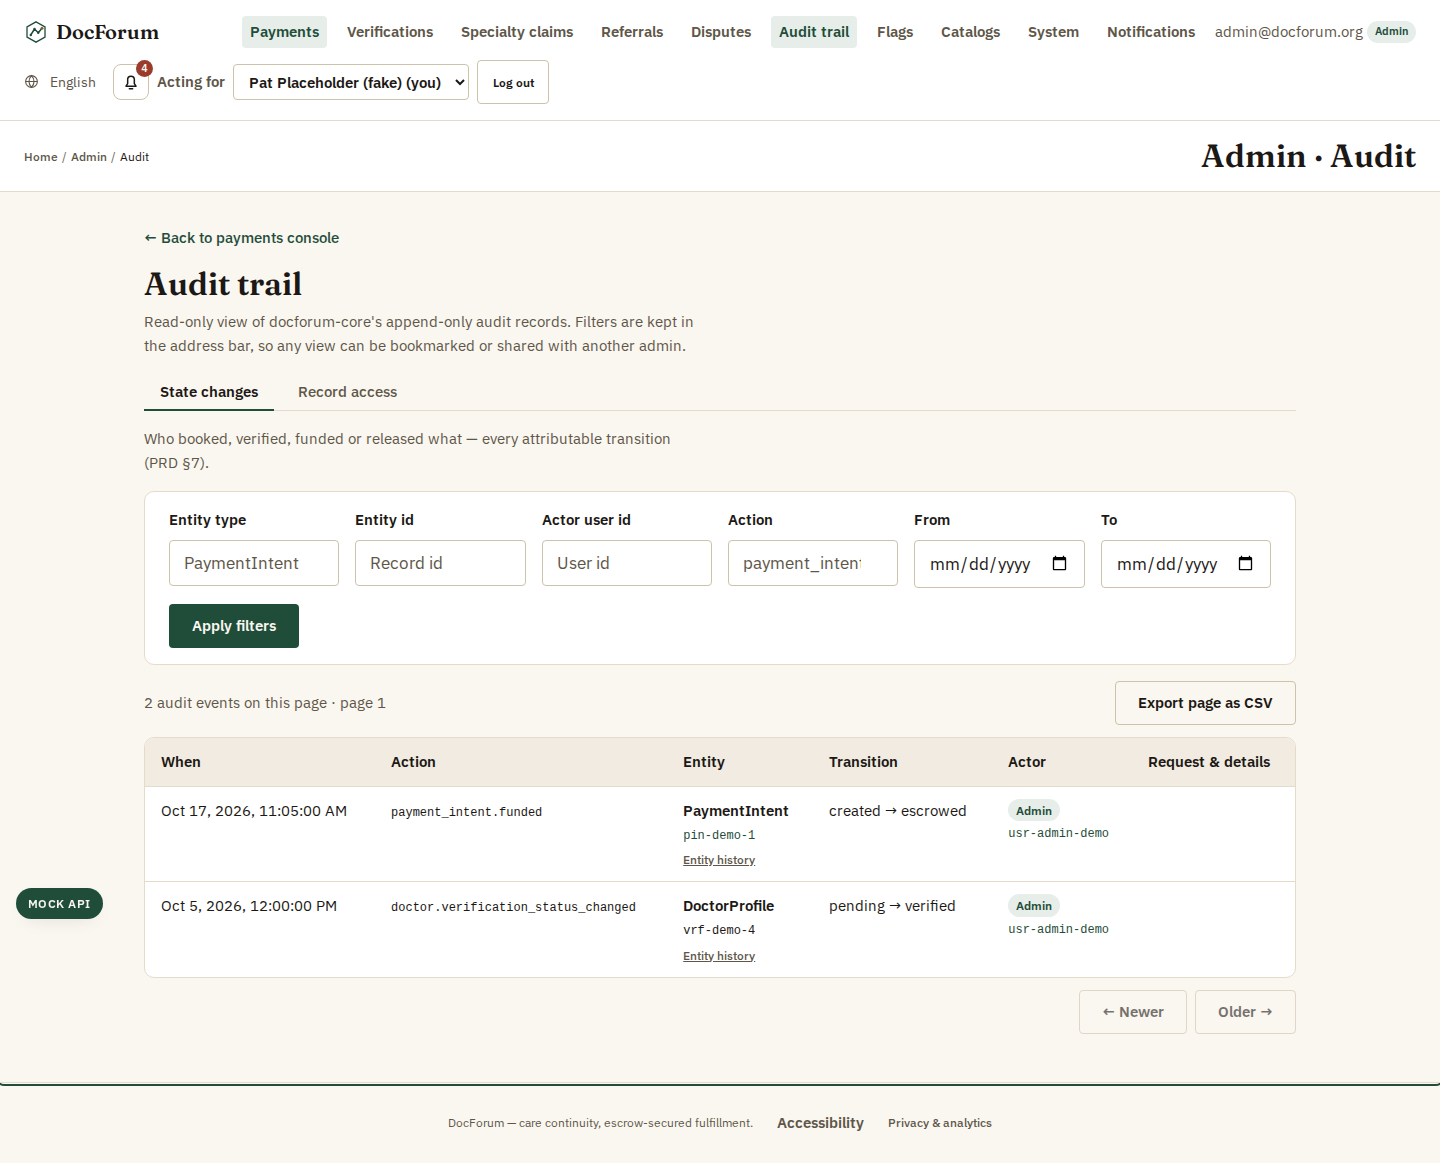 DocForum
Payments Verifications Specialty claims Referrals Disputes Audit trail Flags Catalogs System Notifications admin@docforum.org Admin
English 4 Acting for Pat Placeholder (fake) (you) Log out
Home / Admin / Audit
Admin · Audit
← Back to payments console
Audit trail
Read-only view of docforum-core's append-only audit records. Filters are kept in
the address bar, so any view can be bookmarked or shared with another admin.
State changes Record access
Who booked, verified, funded or released what — every attributable transition
(PRD §7).
Entity type Entity id Actor user id Action From To
PaymentIntent Record id User id payment_inten mm/dd/yyyy mm/dd/yyyy
Apply filters
2 audit events on this page · page 1
Export page as CSV
When Action Entity Transition Actor Request & details
Oct 17, 2026, 11:05:00 AM payment_intent.funded PaymentIntent created → escrowed Admin
pin-demo-1 usr-admin-demo
Entity history
Oct 5, 2026, 12:00:00 PM doctor.verification_status_changed DoctorProfile pending → verified Admin
vrf-demo-4 usr-admin-demo
Entity history
MOCK API
← Newer Older →
DocForum — care continuity, escrow-secured fulfillment. Accessibility Privacy & analytics